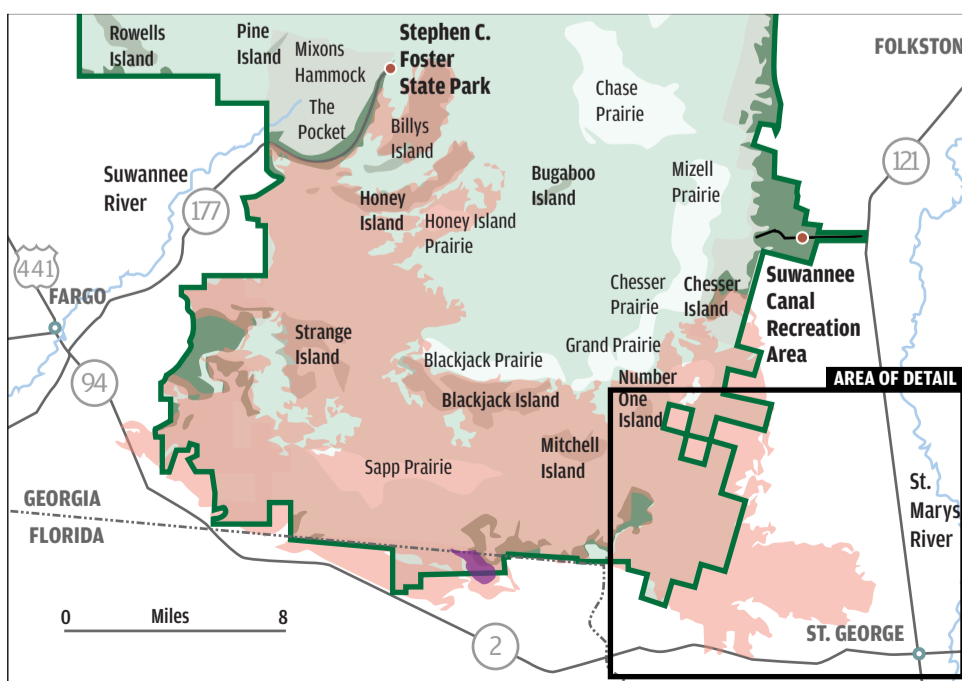 Rowells
Island
Pine
Island
Mixons
Hammock
Stephen C.
Foster
State Park
FOLKSTON
The
Pocket
Chase
Prairie
Billys
Island
121
Suwannee
River
177
Bugaboo
Island
Mizell
Prairie
Honey
Island
Honey Island
Prairie
441
FARGO
Chesser
Prairie
Chesser
Island
Suwannee
Canal
Recreation
Area
Strange
Island
Grand Prairie
Blackjack Prairie
94
Number
One
Island
AREA OF DETAIL
Blackjack Island
Mitchell
Island
Sapp Prairie
St.
Marys
River
GEORGIA
FLORIDA
0 Miles 8
2
ST. GEORGE